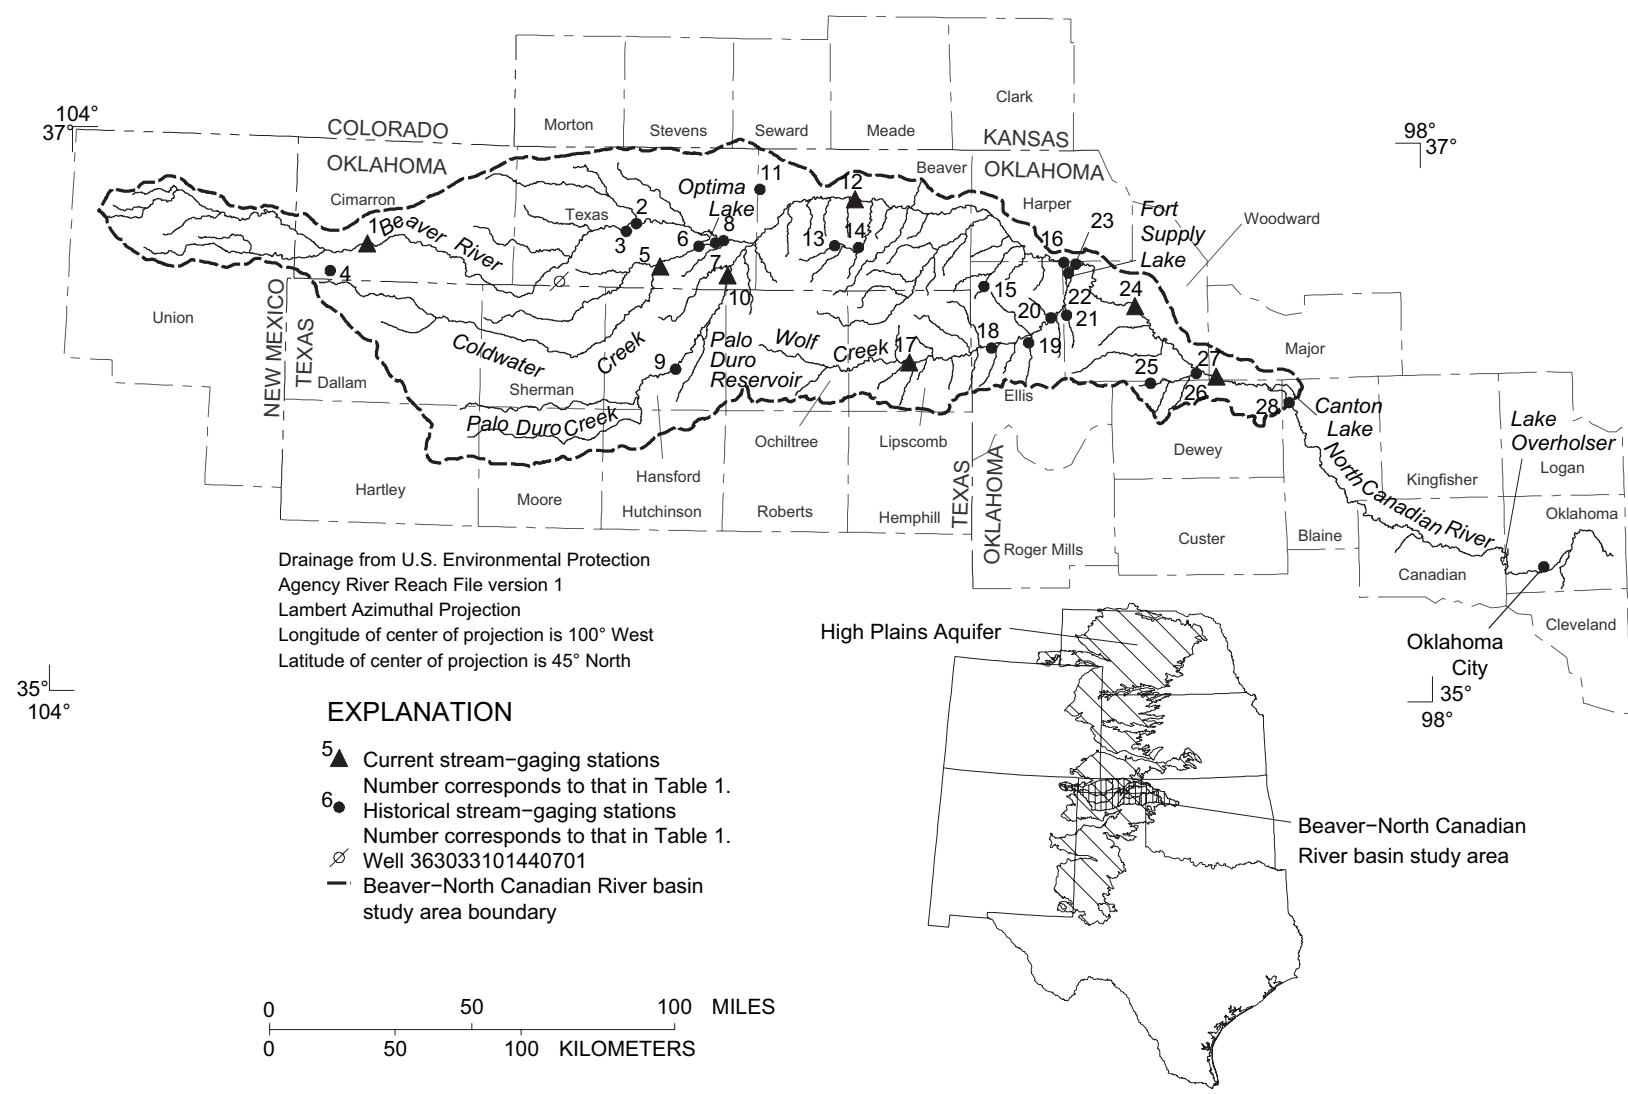 Clark
104°
37°
98°
37°
COLORADO
Morton
Stevens
Seward
Meade
KANSAS
OKLAHOMA
Beaver
OKLAHOMA
Cimarron
Optima
Lake
11
12
Harper
Fort
Supply
Lake
Woodward
Texas
1
Beaver River
2
3
4
5
6
7
8
10
13
14
15
16
23
24
22
20
21
Union
NEW MEXICO
TEXAS
Dallam
Coldwater
Creek
Sherman
9
Palo
Duro
Reservoir
Wolf
Creek
17
18
19
Ellis
25
27
26
28
Major
Canton
Lake
Palo Duro Creek
Ochiltree
Lipscomb
Dewey
Lake
Overholser
Logan
Hartley
Moore
Hansford
Hutchinson
Roberts
Hemphill
TEXAS
OKLAHOMA
Roger Mills
Custer
Blaine
North Canadian River
Kingfisher
Oklahoma
Canadian
Cleveland
Oklahoma
City
Drainage from U.S. Environmental Protection
Agency River Reach File version 1
Lambert Azimuthal Projection
Longitude of center of projection is 100° West
Latitude of center of projection is 45° North
35°
104°
35°
98°
High Plains Aquifer
Beaver−North Canadian
River basin study area
EXPLANATION
5
Current stream−gaging stations
Number corresponds to that in Table 1.
6
Historical stream−gaging stations
Number corresponds to that in Table 1.
Well 363033101440701
Beaver−North Canadian River basin
study area boundary
0 50 100 MILES
0 50 100 KILOMETERS